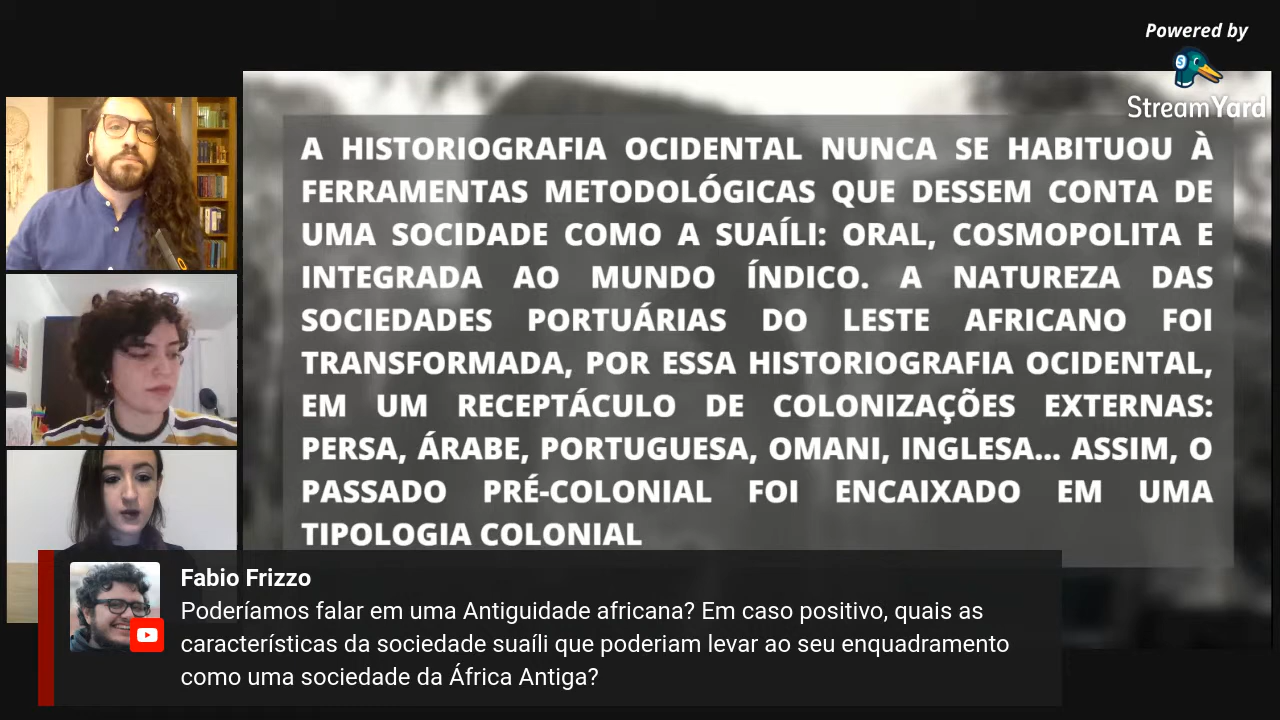 Powered by
StreamYard
A HISTORIOGRAFIA OCIDENTAL NUNCA SE HABITUOU À
FERRAMENTAS METODOLÓGICAS QUE DESSEM CONTA DE
UMA SOCIDADE COMO A SUAÍLI: ORAL, COSMOPOLITA E
INTEGRADA AO MUNDO ÍNDICO. A NATUREZA DAS
SOCIEDADES PORTUÁRIAS DO LESTE AFRICANO FOI
TRANSFORMADA, POR ESSA HISTORIOGRAFIA OCIDENTAL,
EM UM RECEPTÁCULO DE COLONIZAÇÕES EXTERNAS:
PERSA, ÁRABE, PORTUGUESA, OMANI, INGLESA... ASSIM, O
PASSADO PRÉ-COLONIAL FOI ENCAIXADO EM UMA
TIPOLOGIA COLONIAL
Fabio Frizzo
Poderíamos falar em uma Antiguidade africana? Em caso positivo, quais as
características da sociedade suaíli que poderiam levar ao seu enquadramento
como uma sociedade da África Antiga?